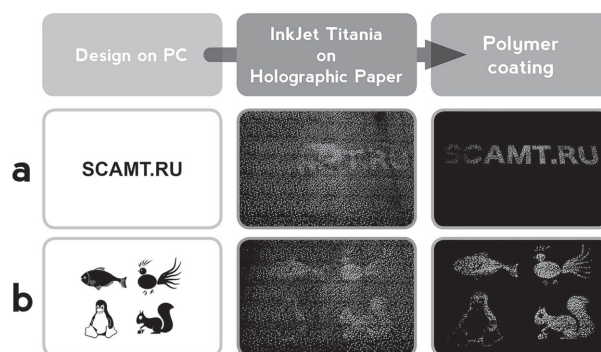 Design on PC
InkJet Titania
on
Holographic Paper
Polymer
coating
a
SCAMT.RU
SCAMT.RU
b